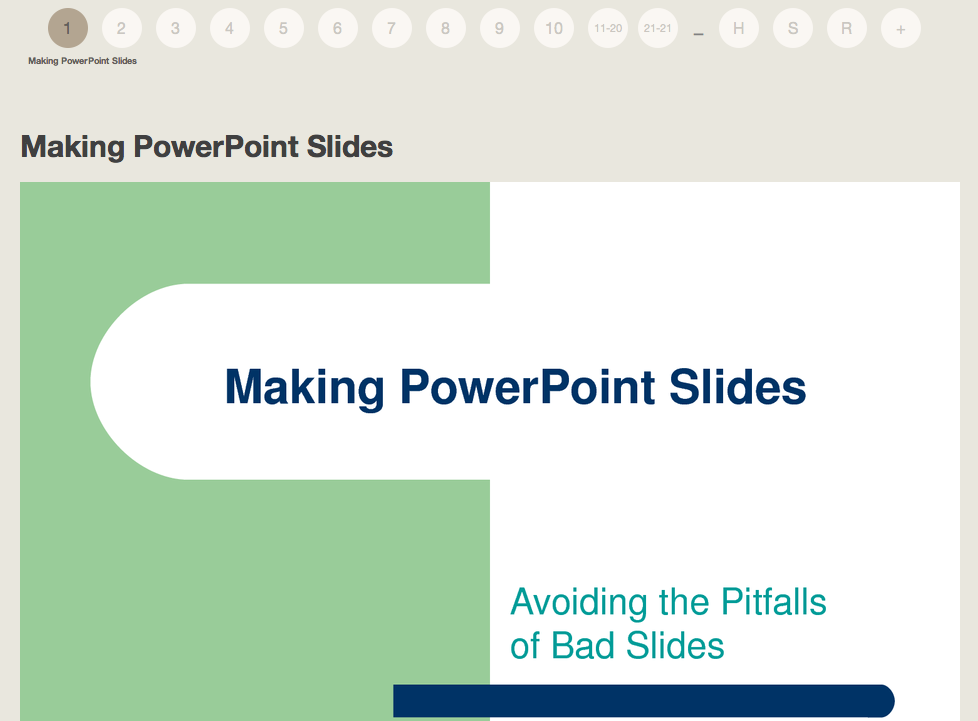 1 2 3 4 5 6 7 8 9 10 11-20 21-21 _ H S R +
Making PowerPoint Slides
Making PowerPoint Slides
Making PowerPoint Slides
Avoiding the Pitfalls
of Bad Slides